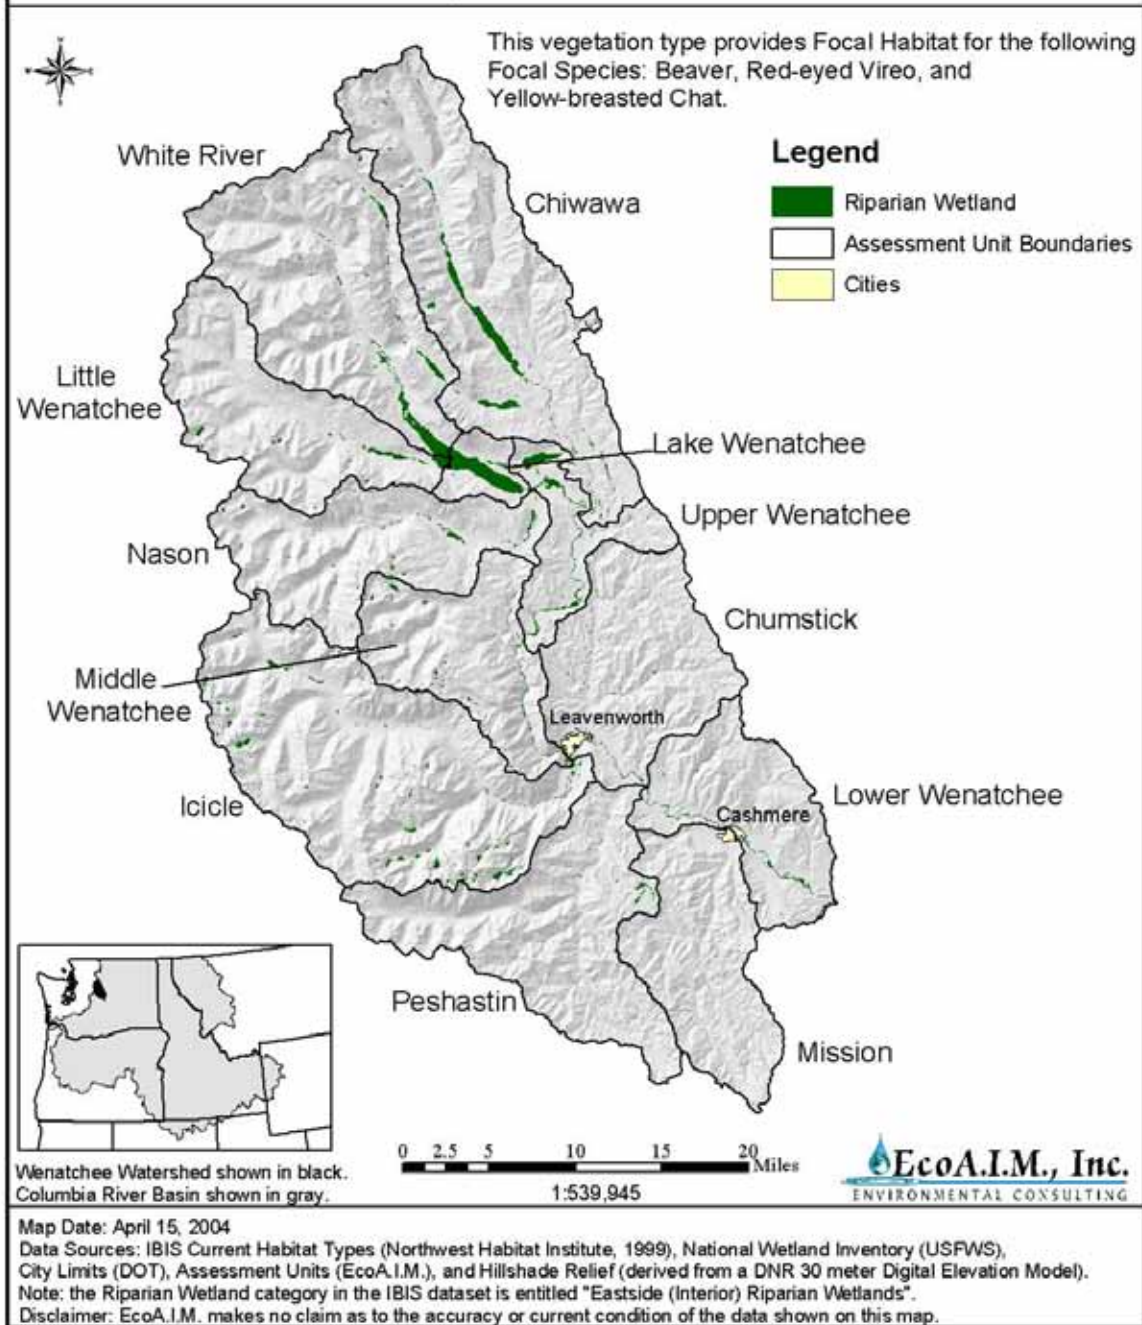 This vegetation type provides Focal Habitat for the following
Focal Species: Beaver, Red-eyed Vireo, and
Yellow-breasted Chat.
Legend
Riparian Wetland
Assessment Unit Boundaries
Cities
White River
Chiwawa
Little
Wenatchee
Lake Wenatchee
Upper Wenatchee
Nason
Chumstick
Middle
Wenatchee
Leavenworth
Icicle
Lower Wenatchee
Cashmere
Peshastin
Mission
Wenatchee Watershed shown in black.
Columbia River Basin shown in gray.
0 2.5 5 10 15 20 Miles
1:539,945
EcoA.I.M., Inc.
ENVIRONMENTAL CONSULTING
Map Date: April 15, 2004
Data Sources: IBIS Current Habitat Types (Northwest Habitat Institute, 1999), National Wetland Inventory (USFWS),
City Limits (DOT), Assessment Units (EcoA.I.M.), and Hillshade Relief (derived from a DNR 30 meter Digital Elevation Model).
Note: the Riparian Wetland category in the IBIS dataset is entitled "Eastside (Interior) Riparian Wetlands".
Disclaimer: EcoA.I.M. makes no claim as to the accuracy or current condition of the data shown on this map.